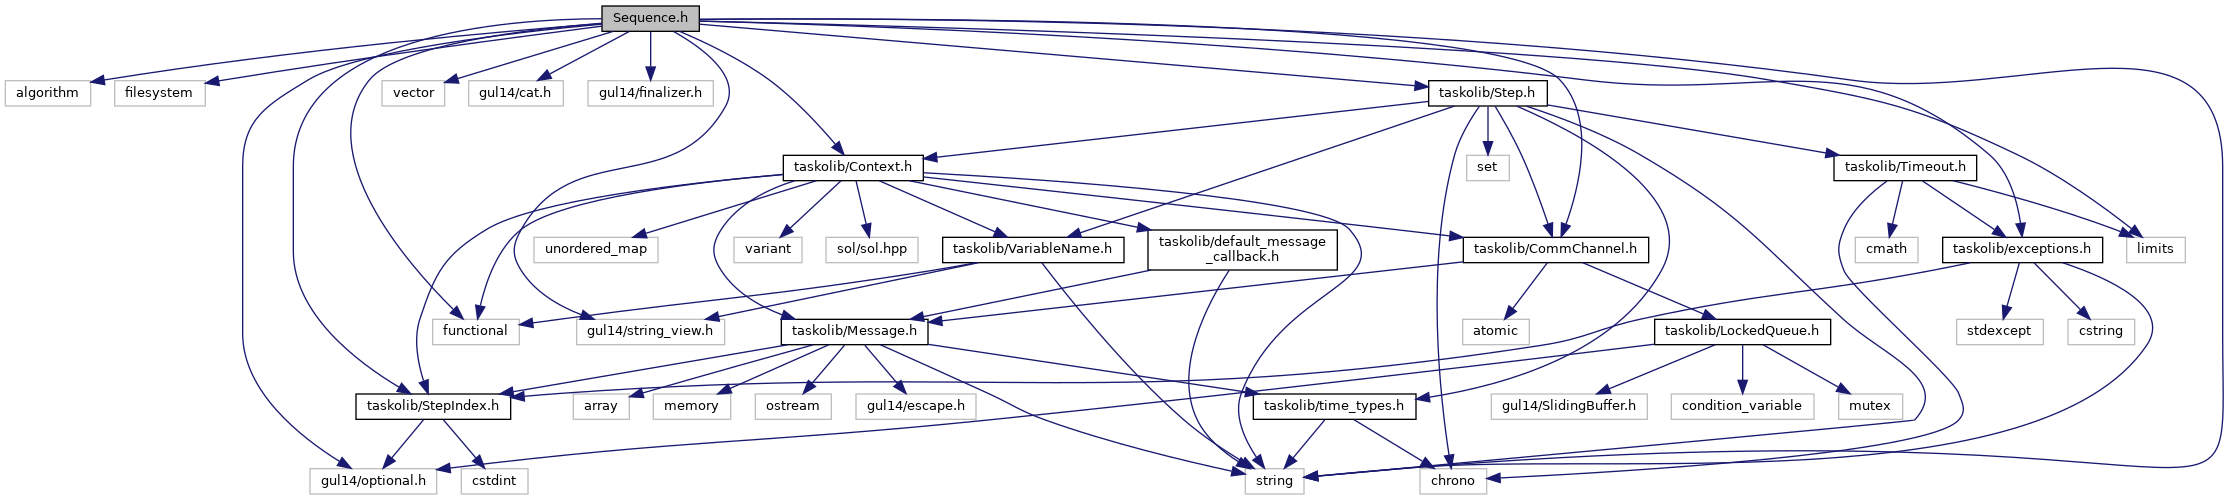 Sequence.h
algorithm
filesystem
vector
gul14/cat.h
gul14/finalizer.h
taskolib/Step.h
taskolib/Context.h
set
taskolib/Timeout.h
unordered_map
variant
sol/sol.hpp
taskolib/VariableName.h
taskolib/default_message
_callback.h
taskolib/CommChannel.h
cmath
taskolib/exceptions.h
limits
functional
gul14/string_view.h
taskolib/Message.h
atomic
taskolib/LockedQueue.h
stdexcept
cstring
taskolib/StepIndex.h
array
memory
ostream
gul14/escape.h
taskolib/time_types.h
gul14/SlidingBuffer.h
condition_variable
mutex
gul14/optional.h
cstdint
string
chrono